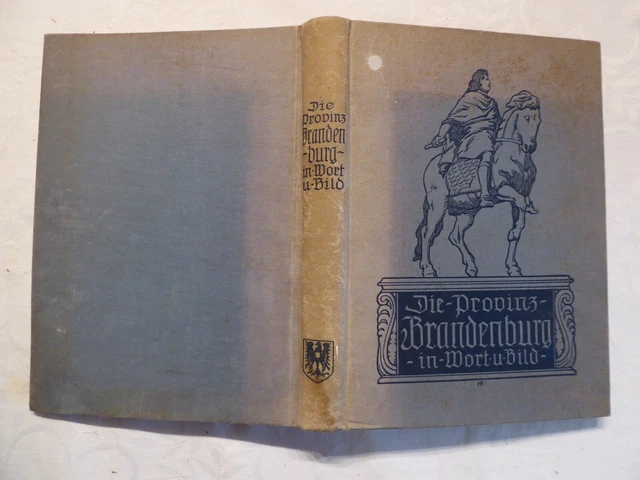 Die
Provinz
Branden
-burg-
in·Wort
u·Bild
Die-Provinz-
Brandenburg
-in-Wort·u·Bild-